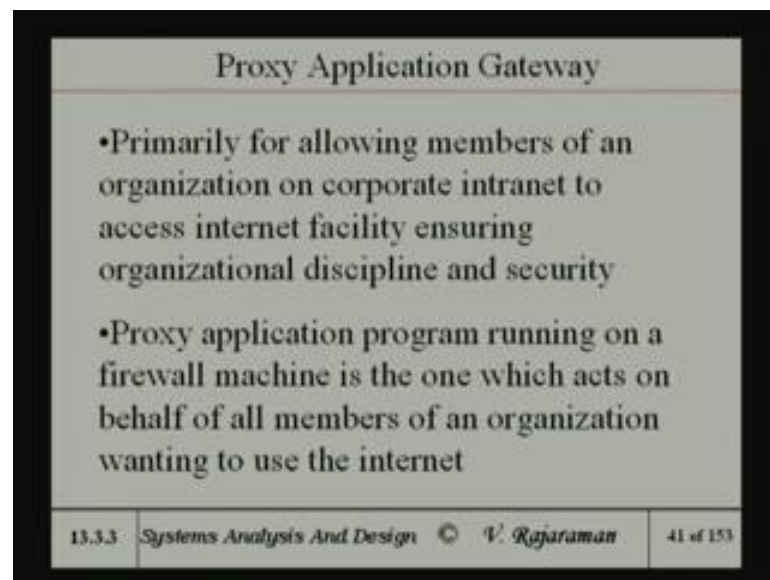 Proxy Application Gateway
•Primarily for allowing members of an
organization on corporate intranet to
access internet facility ensuring
organizational discipline and security
•Proxy application program running on a
firewall machine is the one which acts on
behalf of all members of an organization
wanting to use the internet
13.3.3 Systems Analysis And Design © V. Rajaraman 41 of 153